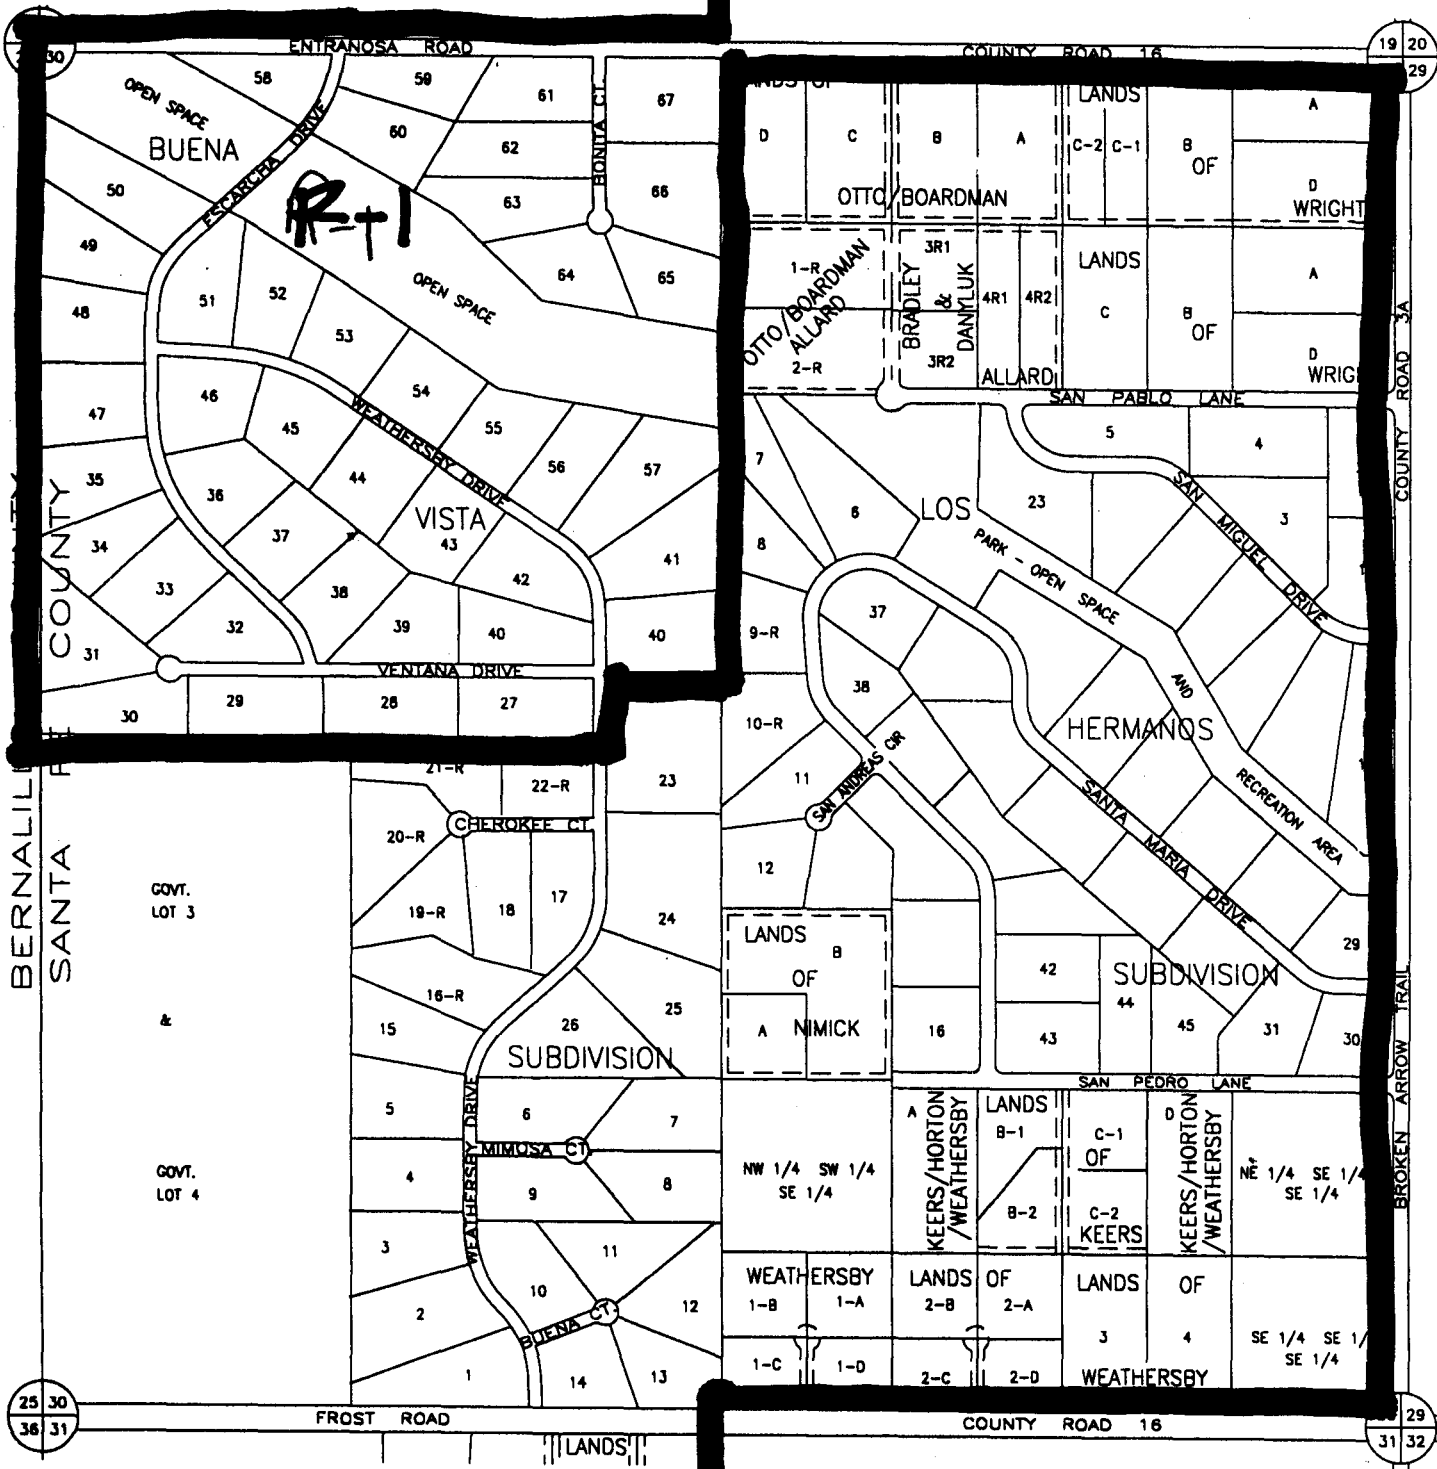 30
ENTRANOSA ROAD
COUNTY ROAD 16
19 20
29
58
59
61
67
OPEN SPACE
BUENA
ESCARCHA DRIVE
60
62
BONITA CT.
66
50
R-1
63
49
64
65
OPEN SPACE
48
51
52
53
54
55
56
57
47
46
45
44
WEATHERSBY DRIVE
VISTA
43
42
41
35
36
37
34
33
38
39
40
40
32
31
VENTANA DRIVE
30
29
28
27
D
C
B
A
OTTO/BOARDMAN
LANDS
C-2
C-1
B
OF
A
D
WRIGHT
1-R
OTTO/BOARDMAN
ALLARD
2-R
3R1
BRADLEY
&
DANYLUK
3R2
4R1
4R2
ALLARD
LANDS
C
B
OF
A
D
SAN PABLO LANE
COUNTY ROAD 3A
5
4
7
6
8
LOS
23
3
SAN MIGUEL DRIVE
PARK - OPEN SPACE
AND
RECREATION AREA
37
9-R
38
HERMANOS
10-R
11
SAN ANDREAS CIR
SANTA MARIA DRIVE
12
29
LANDS
B
OF
A
NIMICK
16
42
43
44
45
SUBDIVISION
31
30
SAN PEDRO LANE
BROKEN ARROW TRAIL
COUNTY
SANTA FE COUNTY
21-R
22-R
23
20-R
CHEROKEE CT.
GOVT.
LOT 3
19-R
18
17
24
16-R
&
15
26
25
SUBDIVISION
5
6
7
WEATHERSBY DRIVE
MIMOSA CT.
GOVT.
LOT 4
4
9
8
3
11
10
2
12
BUENA CT.
1
14
13
NW 1/4 SW 1/4
SE 1/4
A
KEERS/HORTON
/WEATHERSBY
LANDS
B-1
B-2
C-1
OF
C-2
KEERS
D
KEERS/HORTON
/WEATHERSBY
NE 1/4 SE 1/4
SE 1/4
WEATHERSBY
1-B
1-A
LANDS OF
2-B
2-A
LANDS OF
3
4
SE 1/4 SE
SE 1/4
1-C
1-D
2-C
2-D
WEATHERSBY
25 30
36 31
FROST ROAD
LANDS
COUNTY ROAD 16
29
31 32